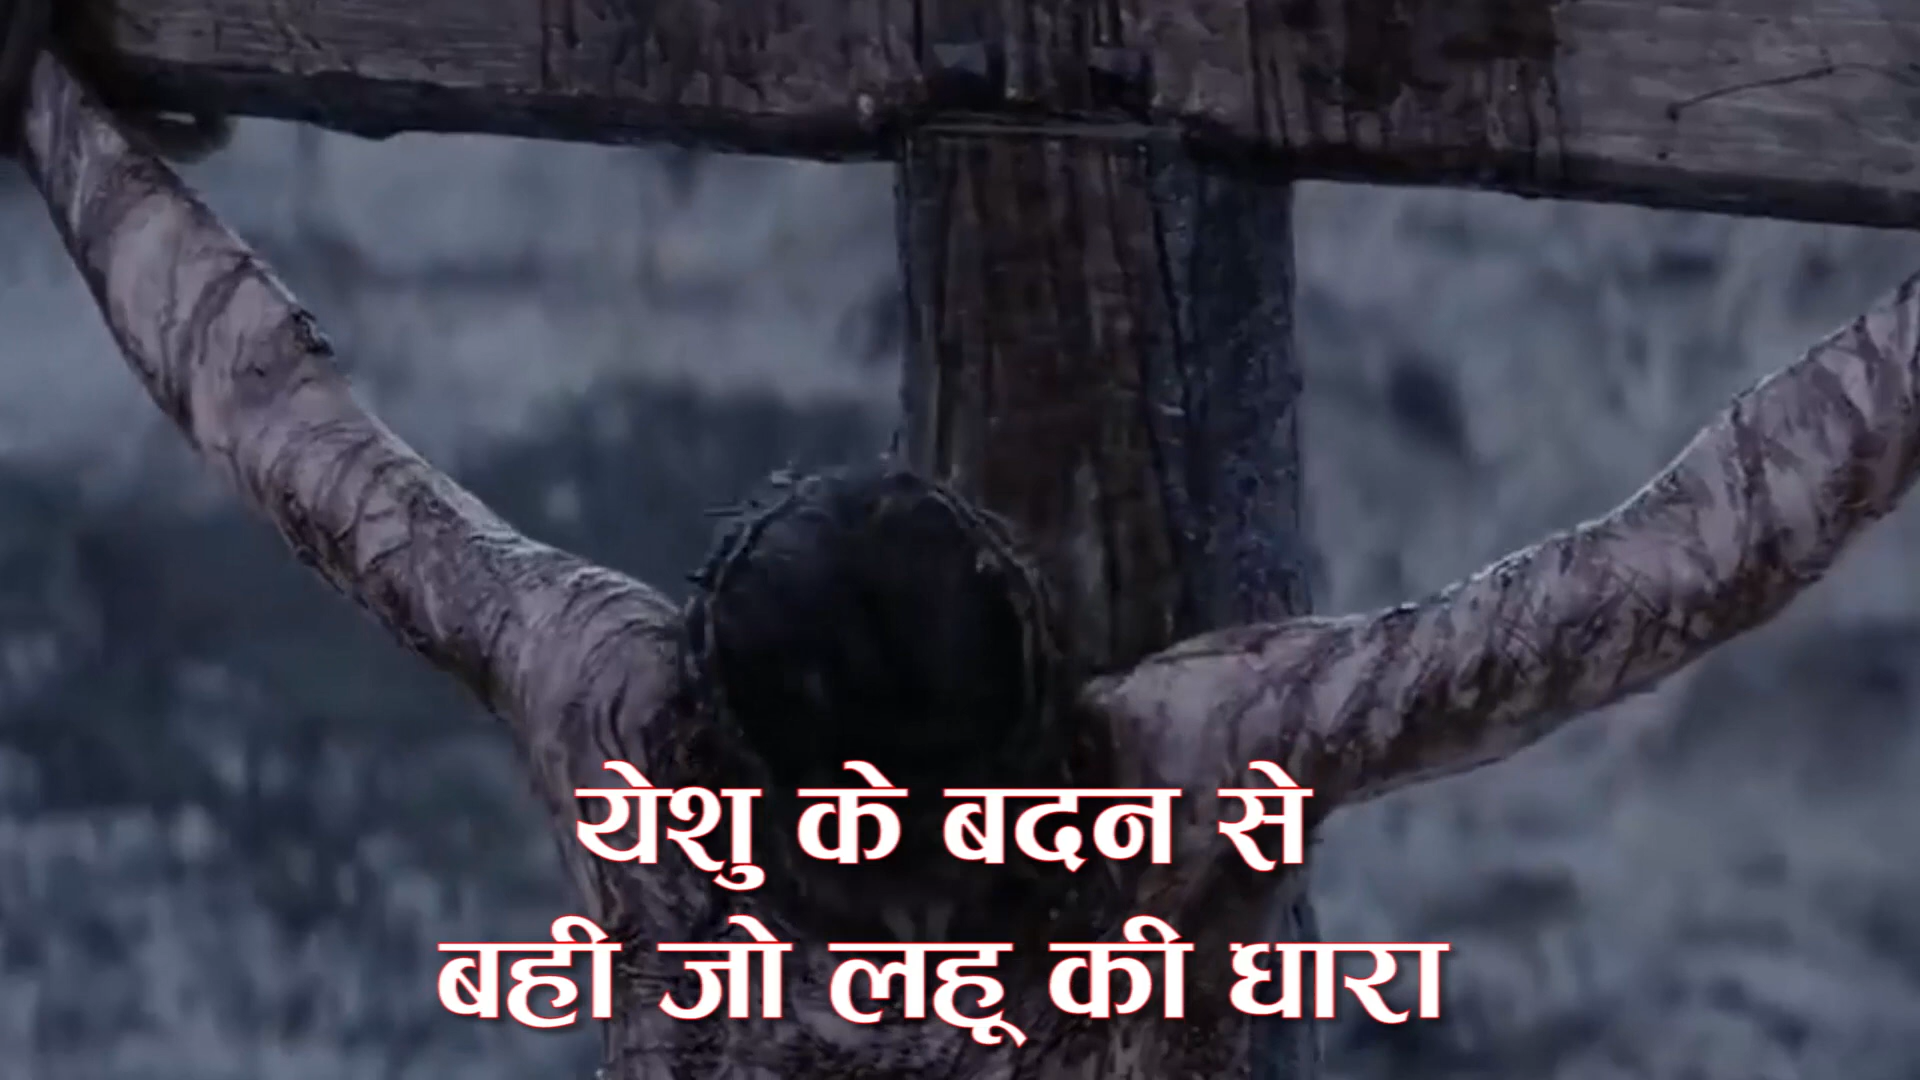 येशु के बदन से
बही जो लहू की धारा